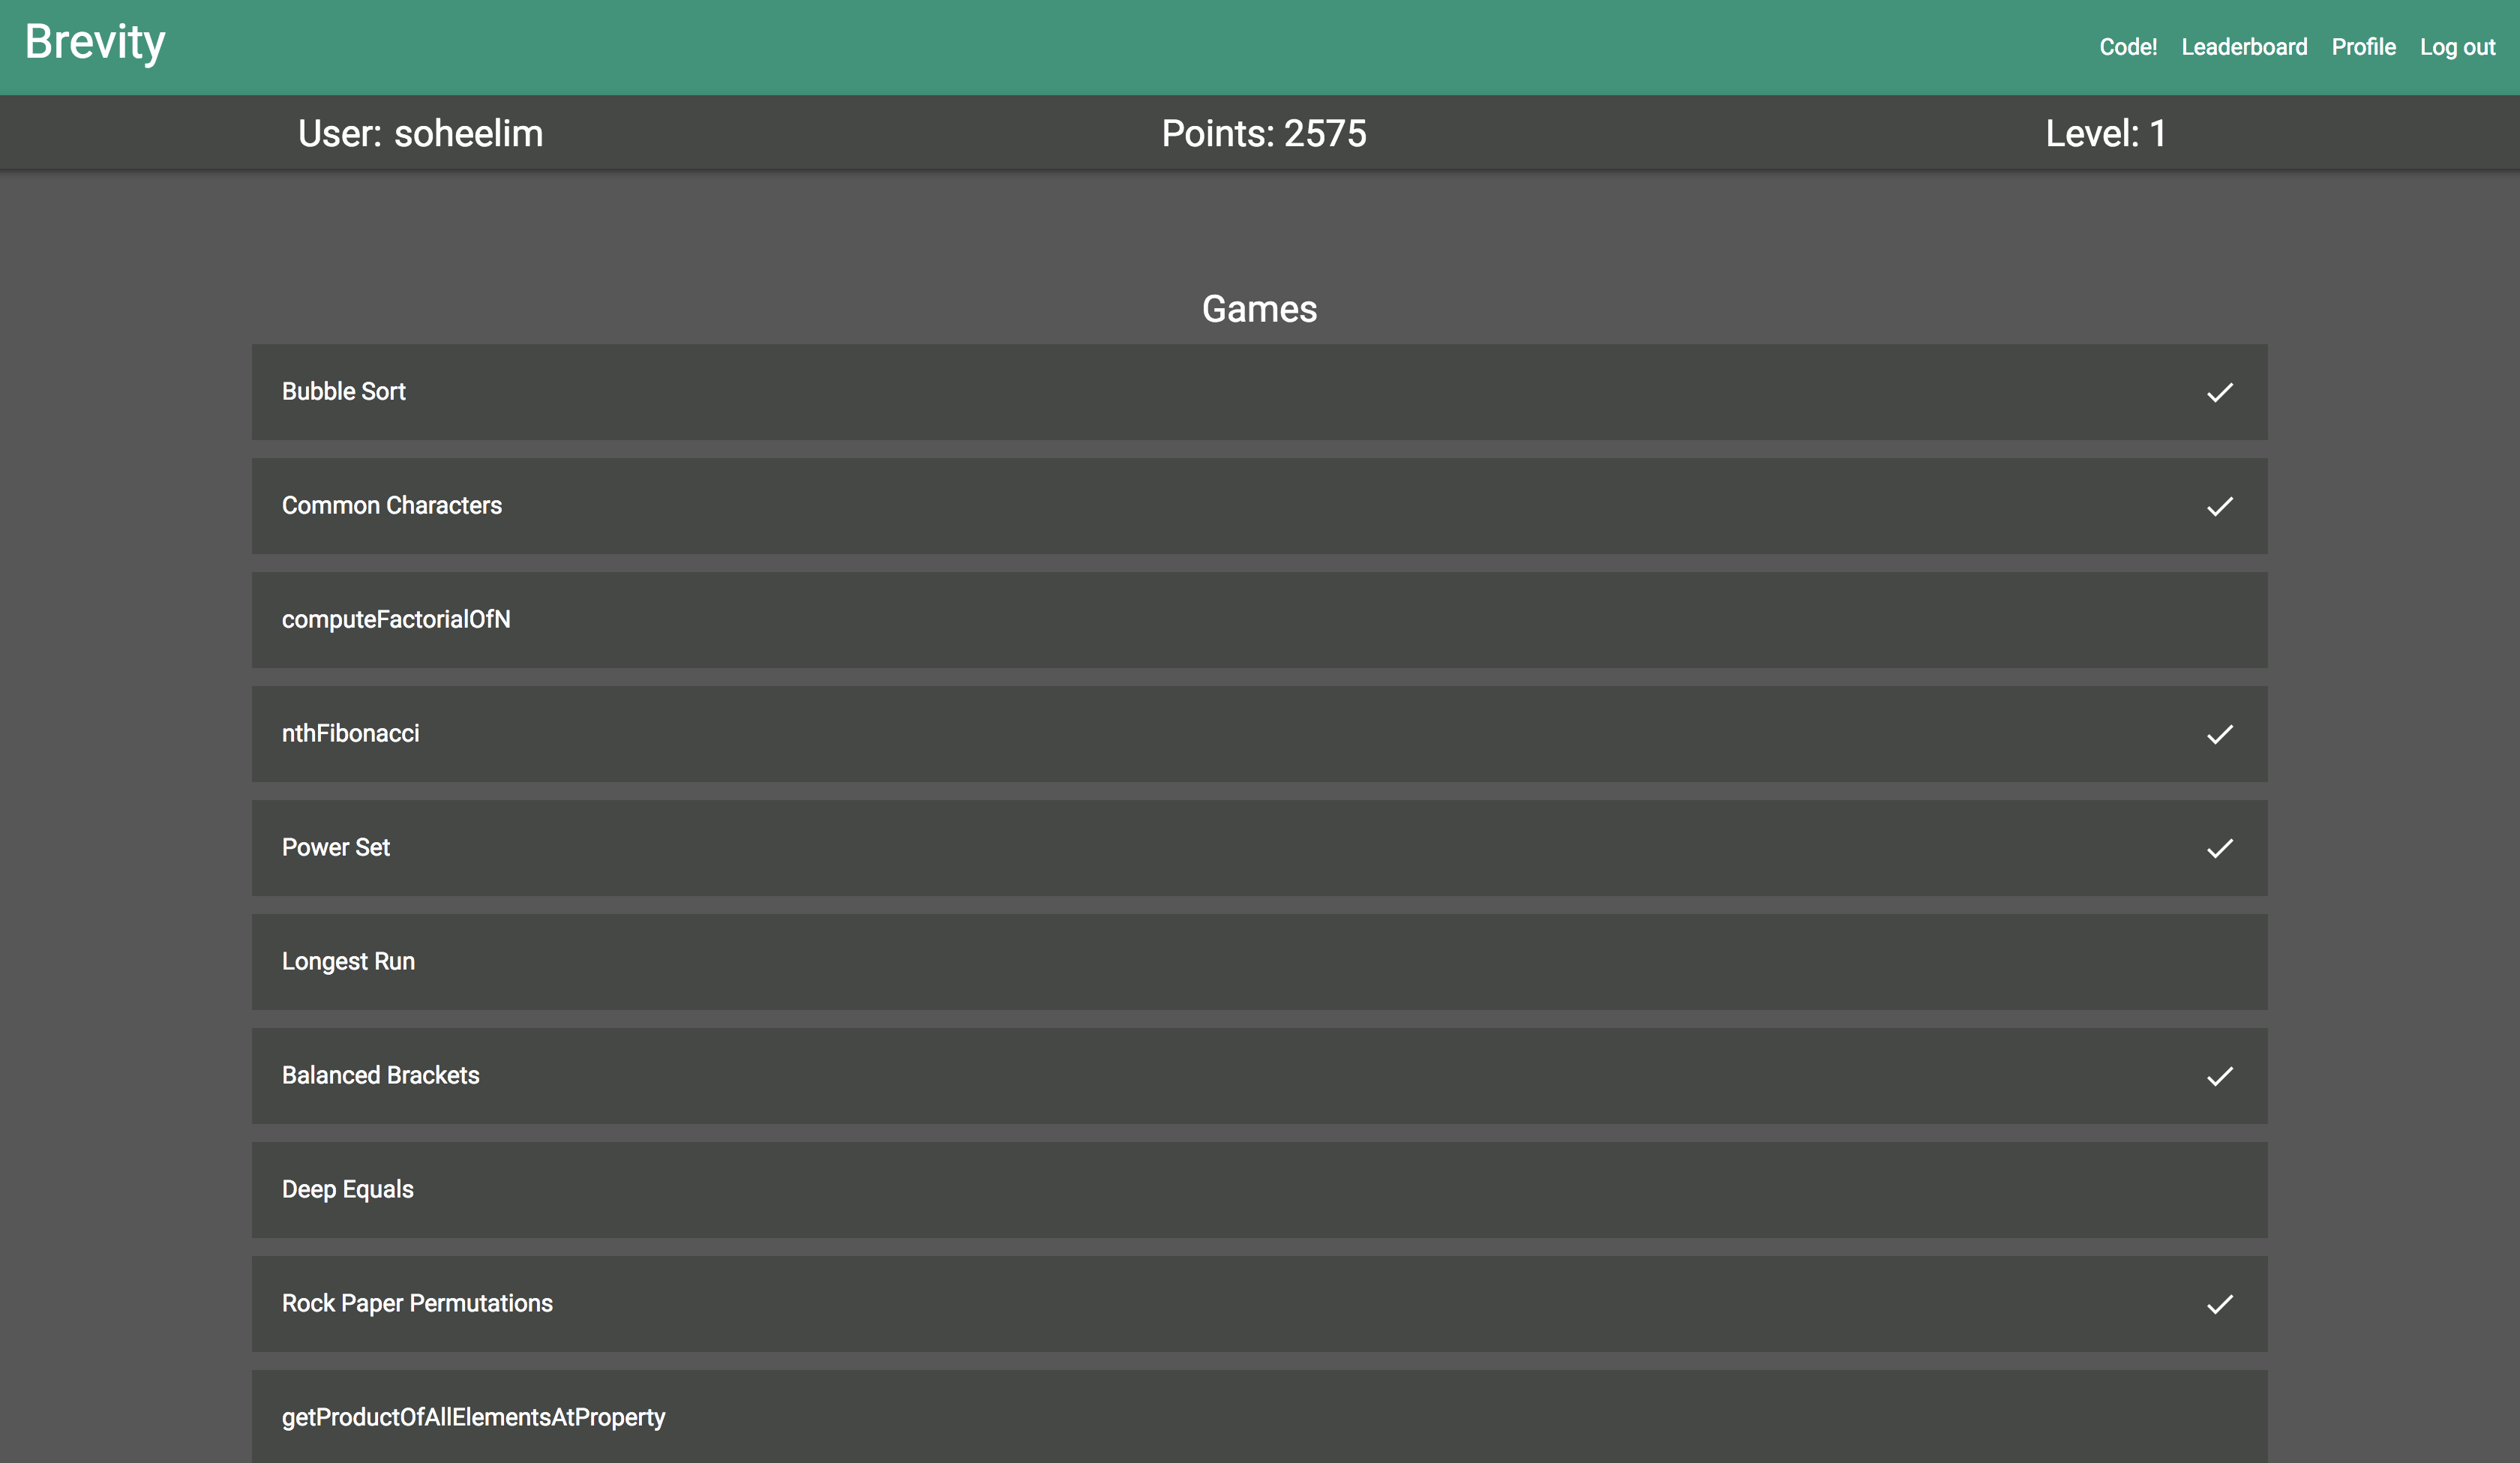 Brevity
Code! Leaderboard Profile Log out
User: soheelim Points: 2575 Level: 1
Games
Bubble Sort
Common Characters
computeFactorialOfN
nthFibonacci
Power Set
Longest Run
Balanced Brackets
Deep Equals
Rock Paper Permutations
getProductOfAllElementsAtProperty